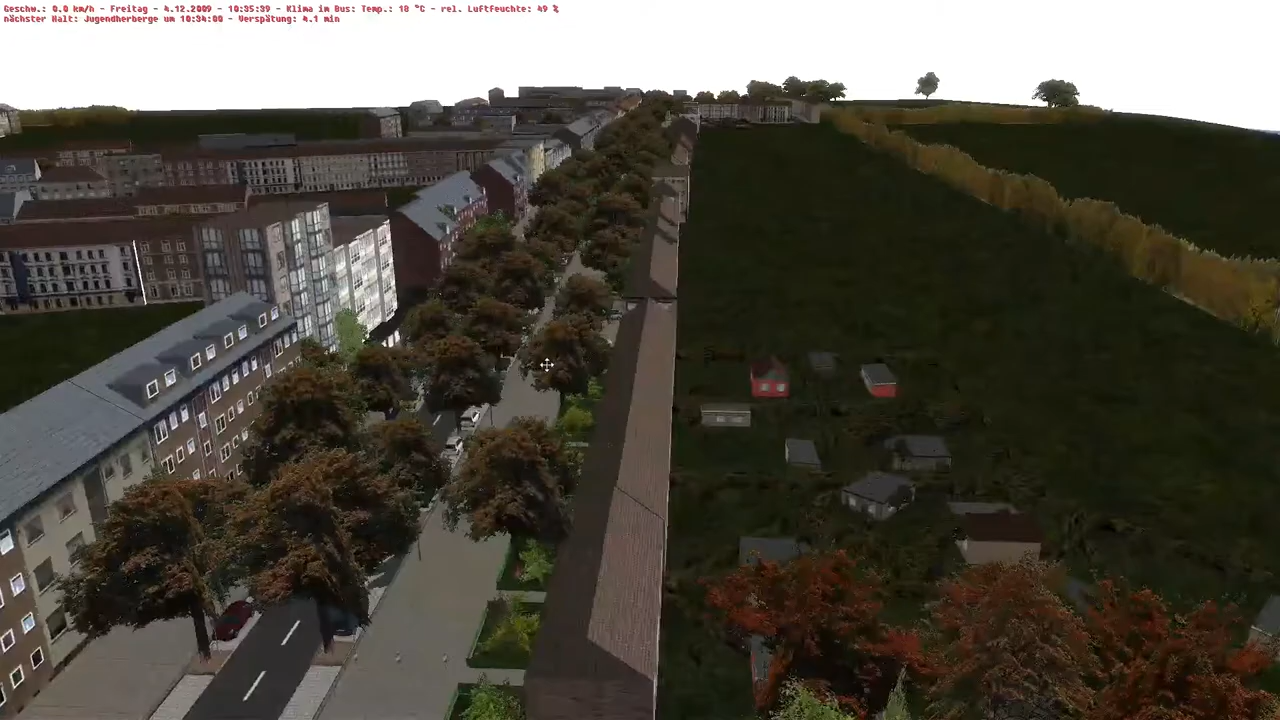 Geschw.: 0.0 km/h - Freitag - 4.12.2009 - 10:35:39 - Klima im Bus: Temp.: 18 °C - rel. Luftfeuchte: 49 %
nächster Halt: Jugendherberge um 10:34:00 - Verspätung: 4.1 min